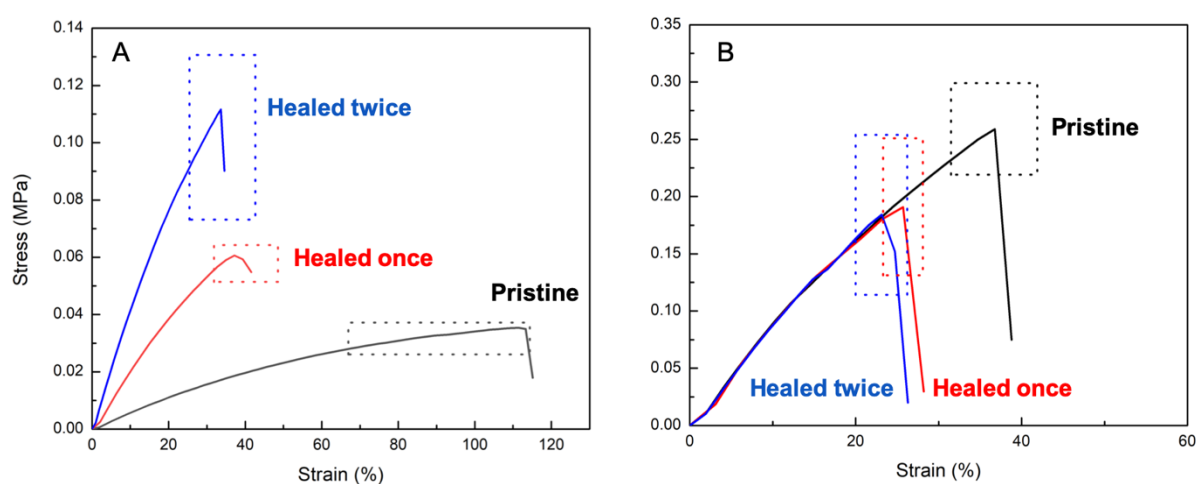 A
0.14
0.12
0.10
0.08
0.06
0.04
0.02
0.00
Stress (MPa)
Healed twice
Healed once
Pristine
0
20
40
60
80
100
120
Strain (%)
B
0.35
0.30
0.25
0.20
0.15
0.10
0.05
0.00
Stress (MPa)
Pristine
Healed twice
Healed once
0
20
40
60
Strain (%)